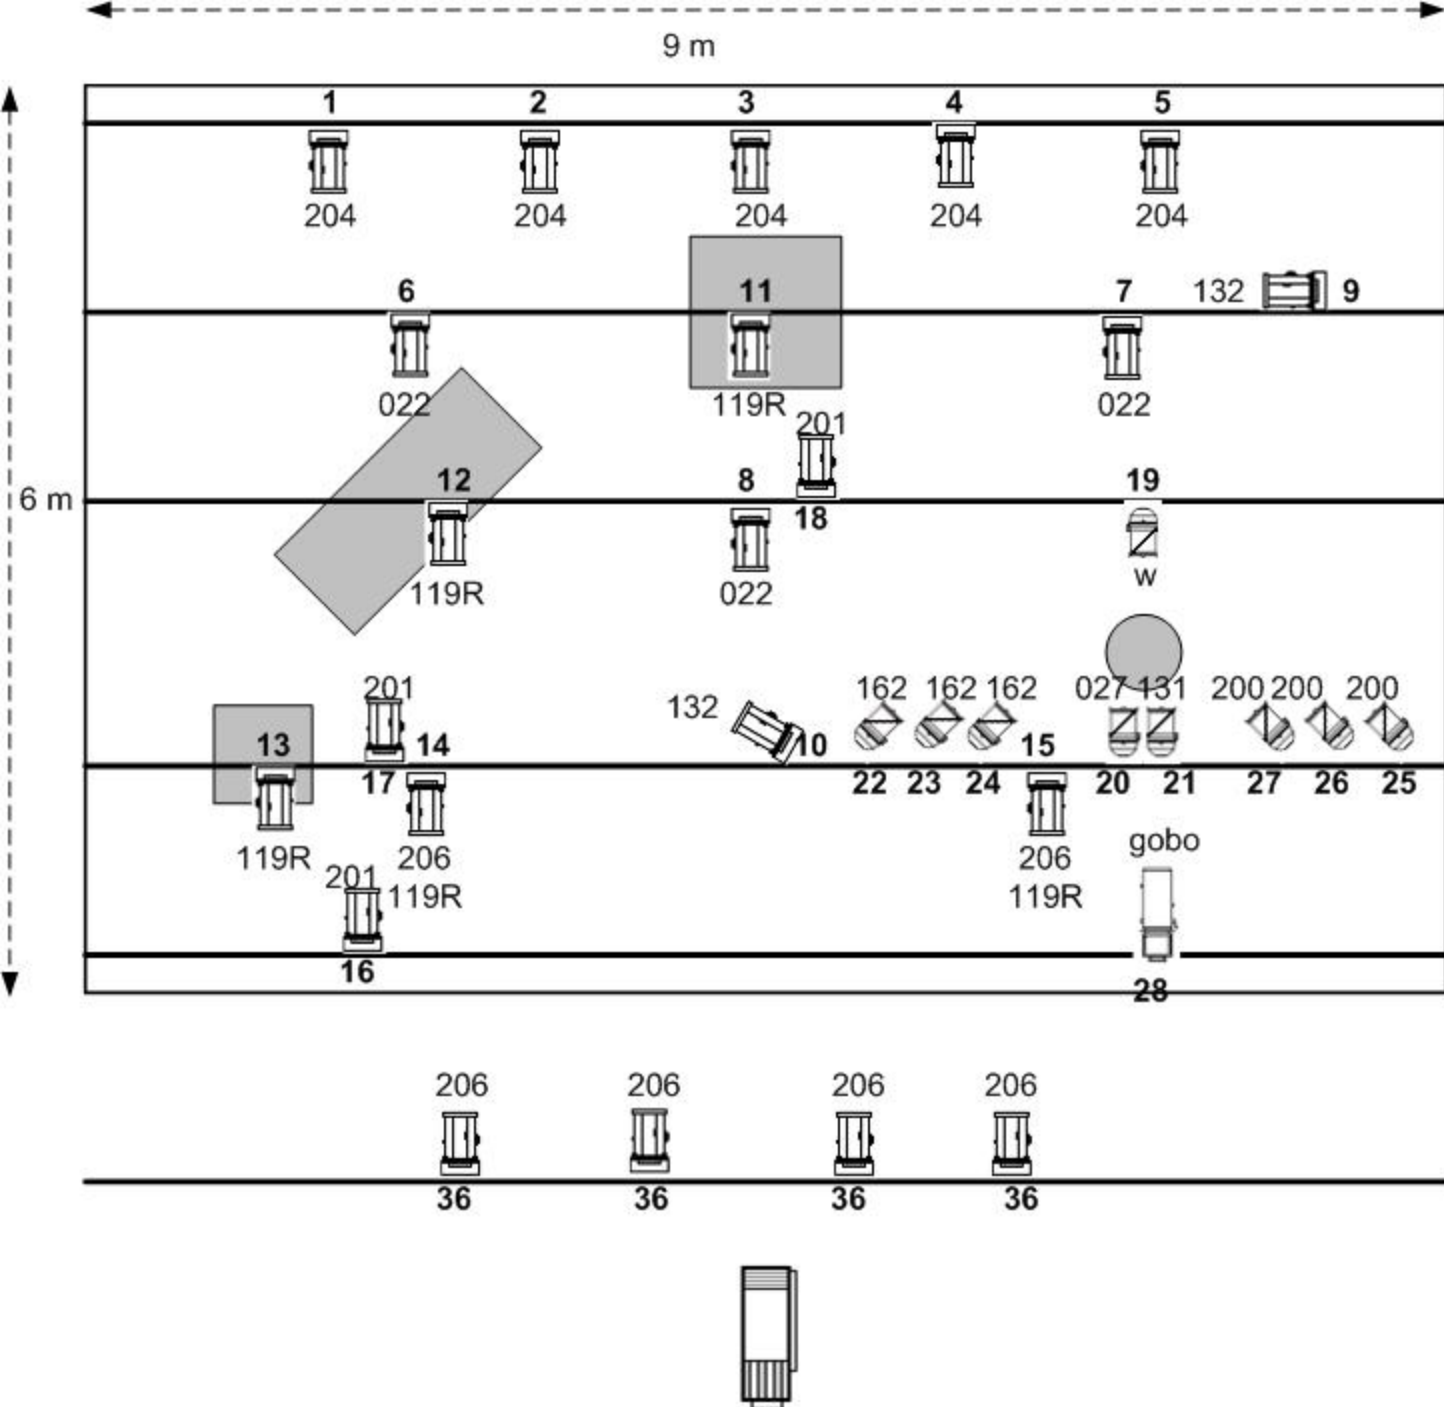 9 m
1 2 3 4 5
204 204 204 204 204
6 11 7 132 9
022 119R 022
201
12 8 19
6 m
18
119R 022 w
201 132 162 162 162 027 131 200 200 200
13 14 10 15
17 22 23 24 20 21 27 26 25
119R 206 206 gobo
201 119R 119R
16 28
206 206 206 206
36 36 36 36